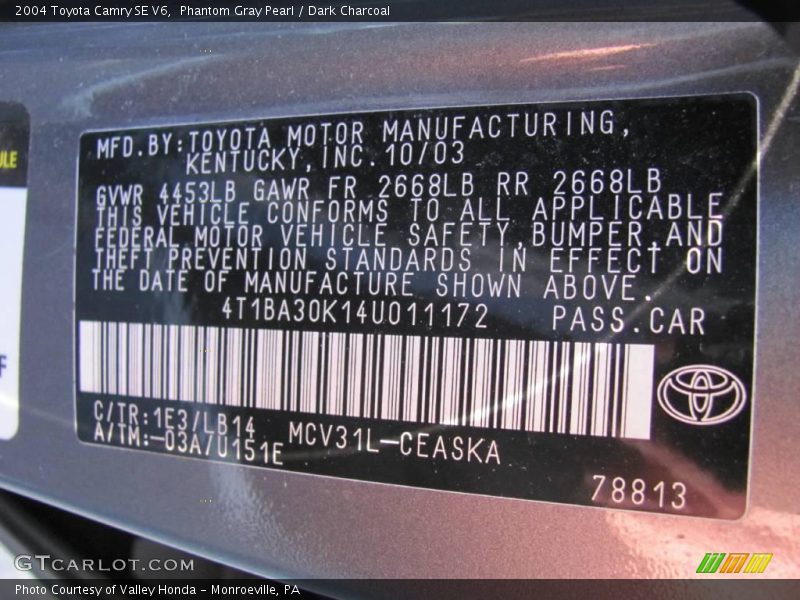 2004 Toyota Camry SE V6,  Phantom Gray Pearl / Dark Charcoal
MFD.BY:TOYOTA MOTOR MANUFACTURING,
KENTUCKY,INC.10/03
GVWR 4453LB GAWR FR 2668LB RR 2668LB
THIS VEHICLE CONFORMS TO ALL APPLICABLE
FEDERAL MOTOR VEHICLE SAFETY,BUMPER,AND
THEFT PREVENTION STANDARDS IN EFFECT ON
THE DATE OF MANUFACTURE SHOWN ABOVE.
4T1BA30K14U011172 PASS.CAR
C/TR:1E3/LB14
A/TM:-03A/U151E
MCV31L-CEASKA
78813
GTCARLOT.COM
Photo Courtesy of Valley Honda - Monroeville, PA